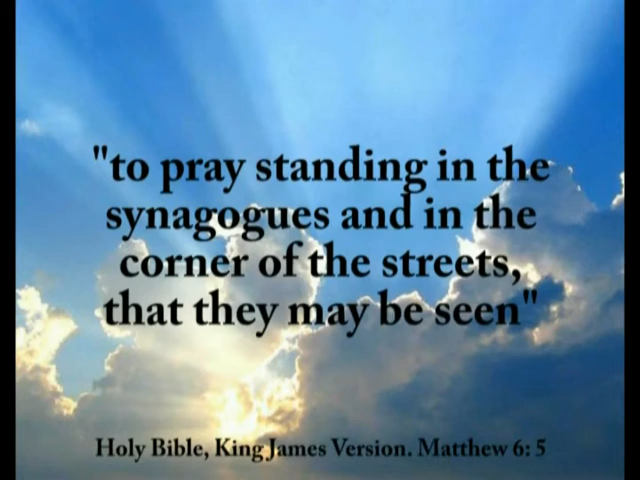 "to pray standing in the
synagogues and in the
corner of the streets,
that they may be seen"
Holy Bible, King James Version. Matthew 6: 5